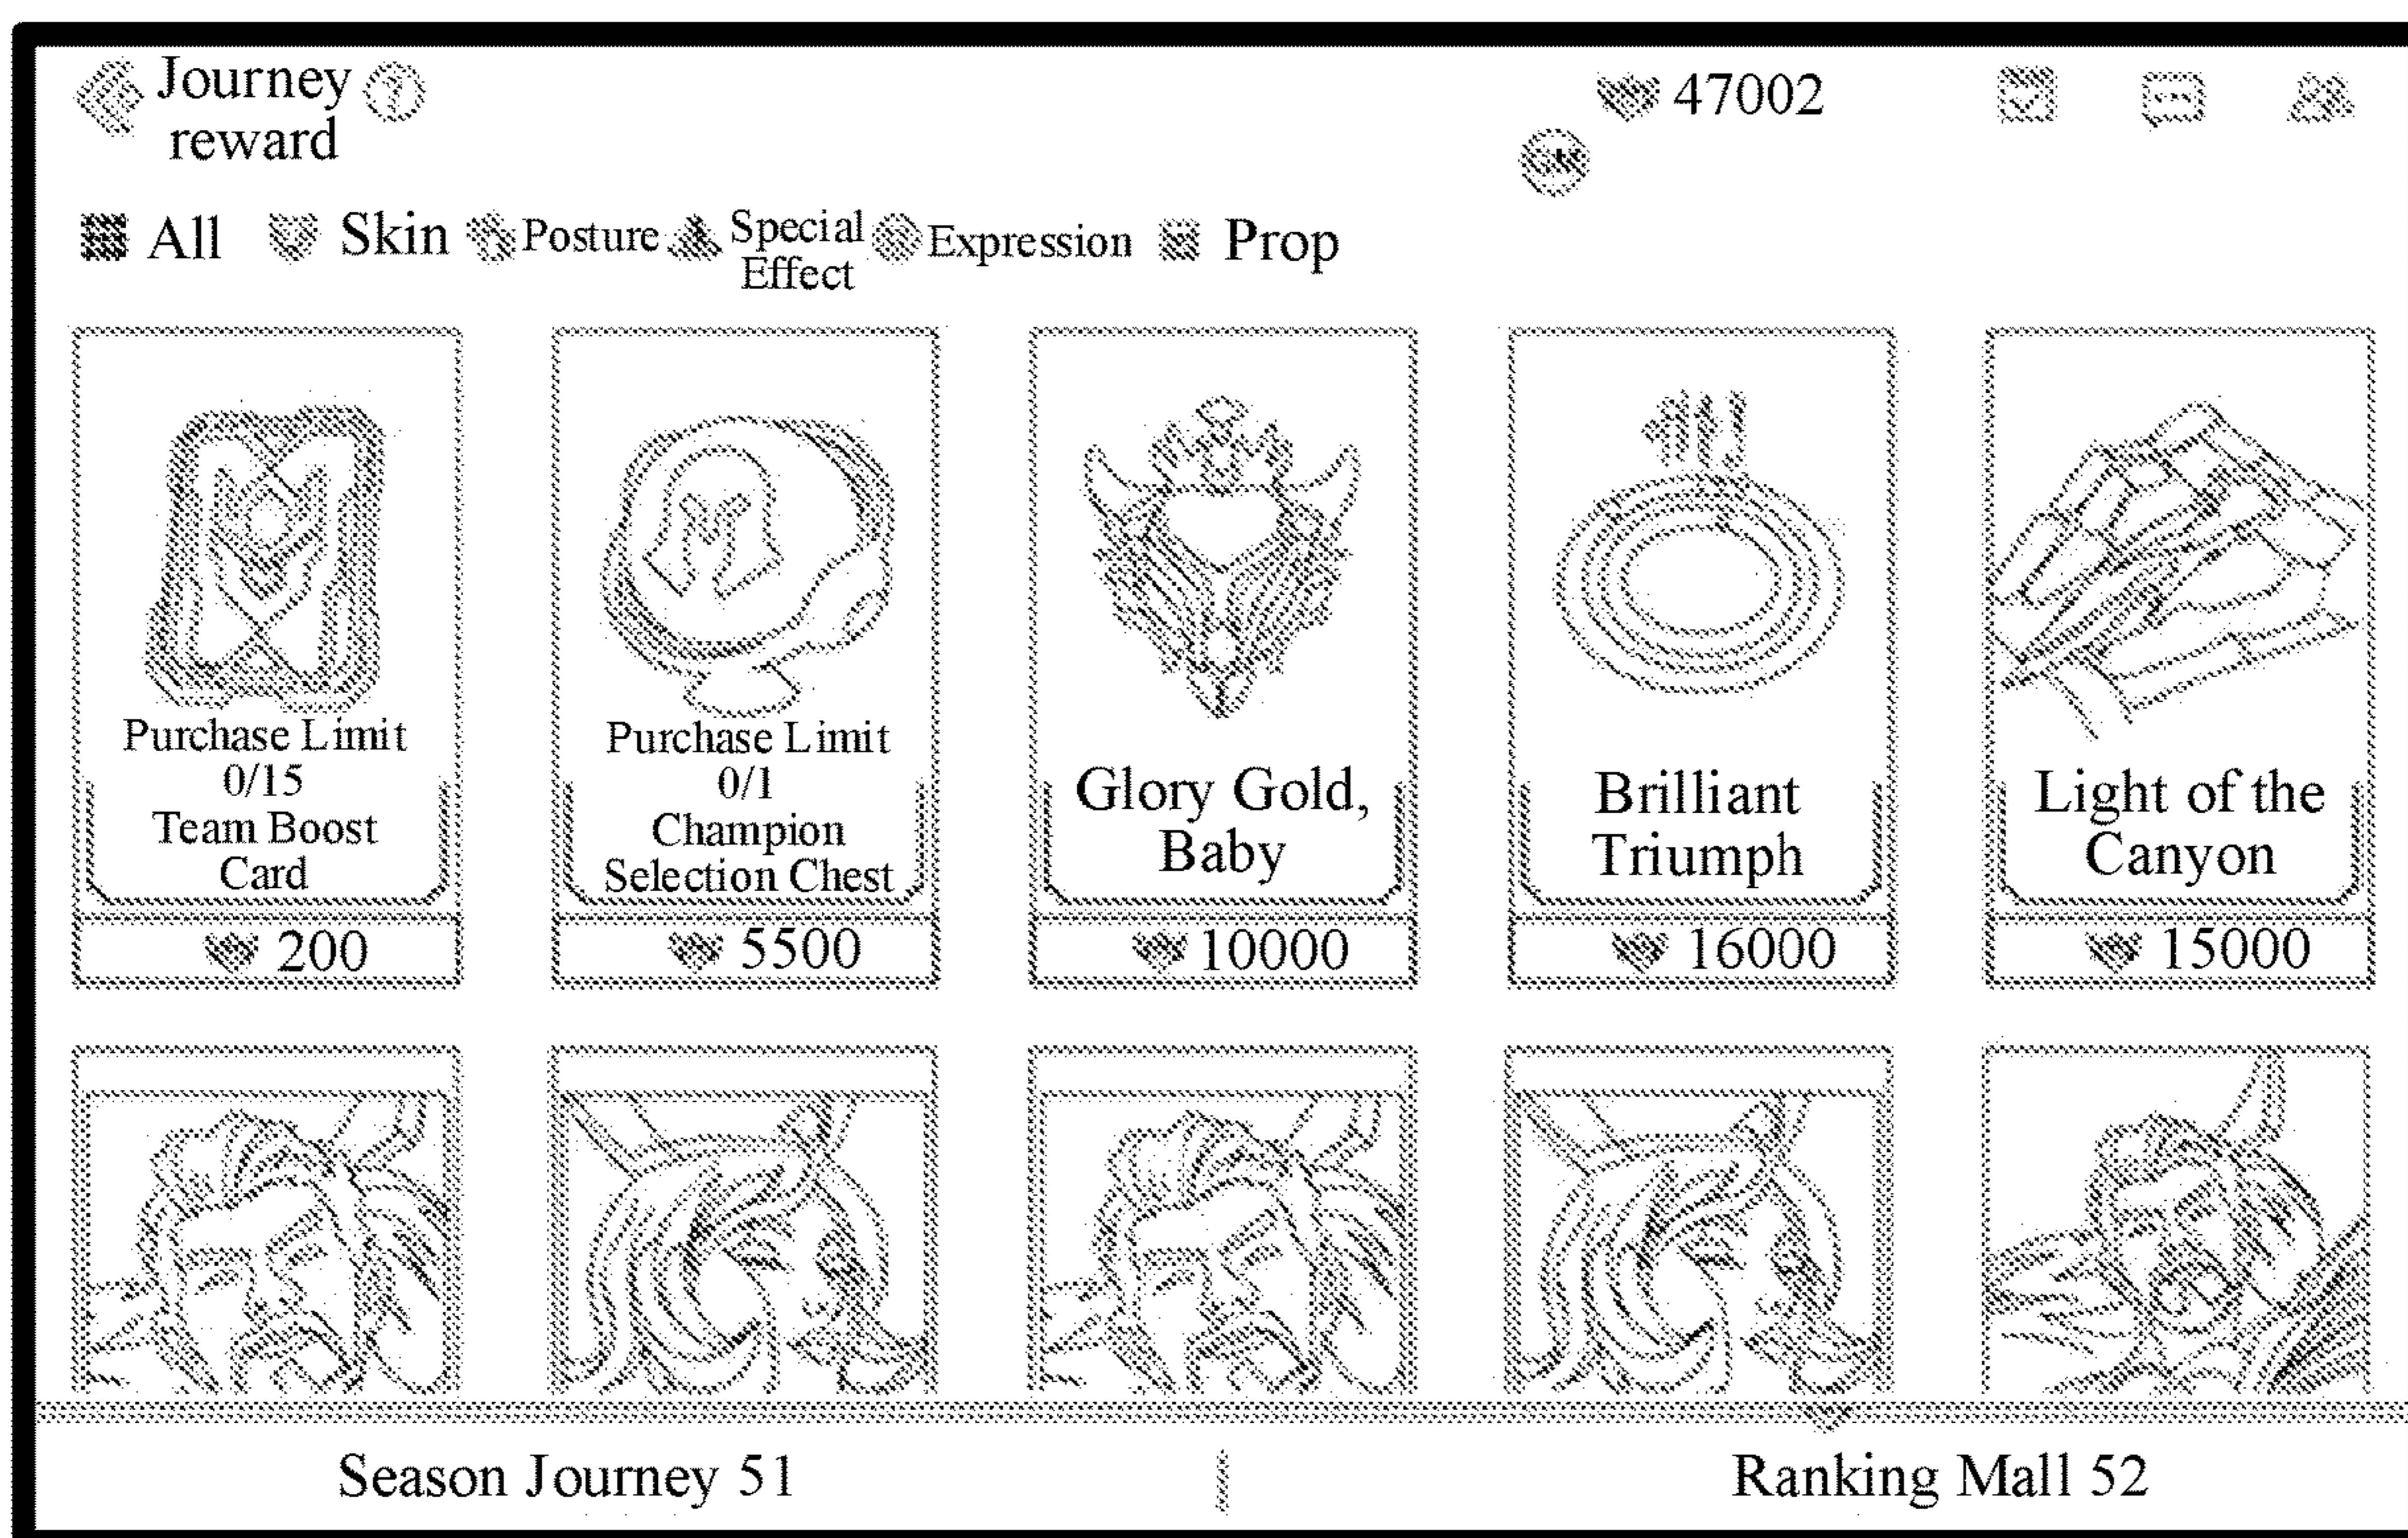 Journey
reward
47002
All
Skin
Posture
Special
Effect
Expression
Prop
Purchase Limit
0/15
Team Boost
Card
200
Purchase Limit
0/1
Champion
Selection Chest
5500
Glory Gold,
Baby
10000
Brilliant
Triumph
16000
Light of the
Canyon
15000
Season Journey 51
Ranking Mall 52